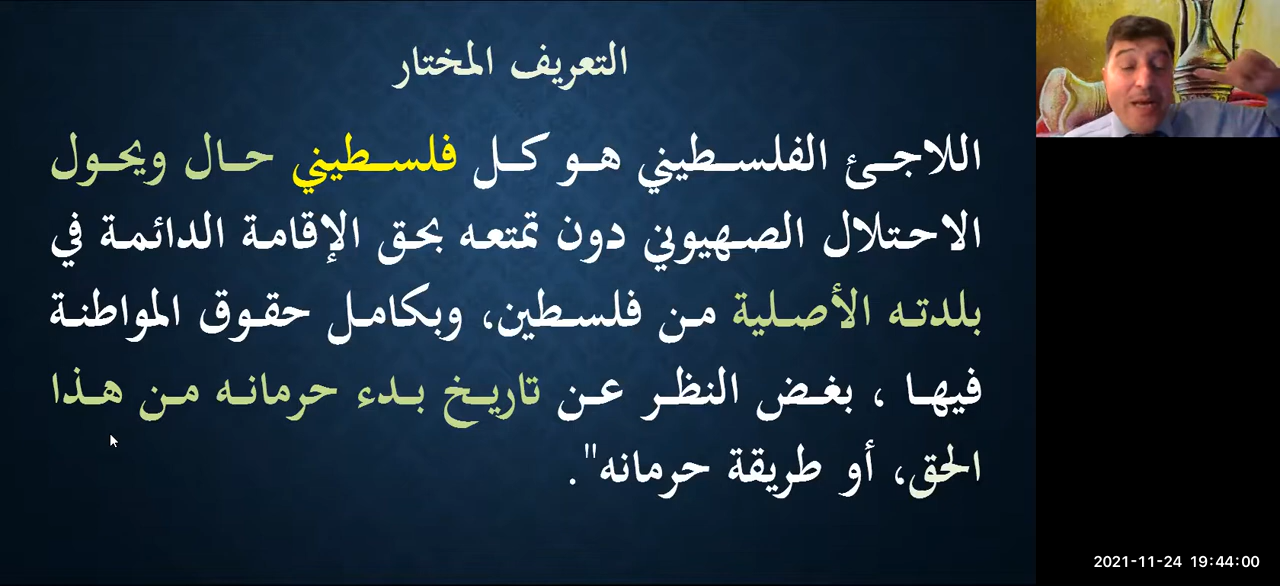 التعريف المختار
اللاجئ الفلسطيني هو كل فلسطيني حال ويحول
الاحتلال الصهيوني دون تمتعه بحق الإقامة الدائمة في
بلدته الأصلية من فلسطين، وبكامل حقوق المواطنة
فيها ، بغض النظر عن تاريخ بدء حرمانه من هذا
الحق، أو طريقة حرمانه".
2021-11-24 19:44:00